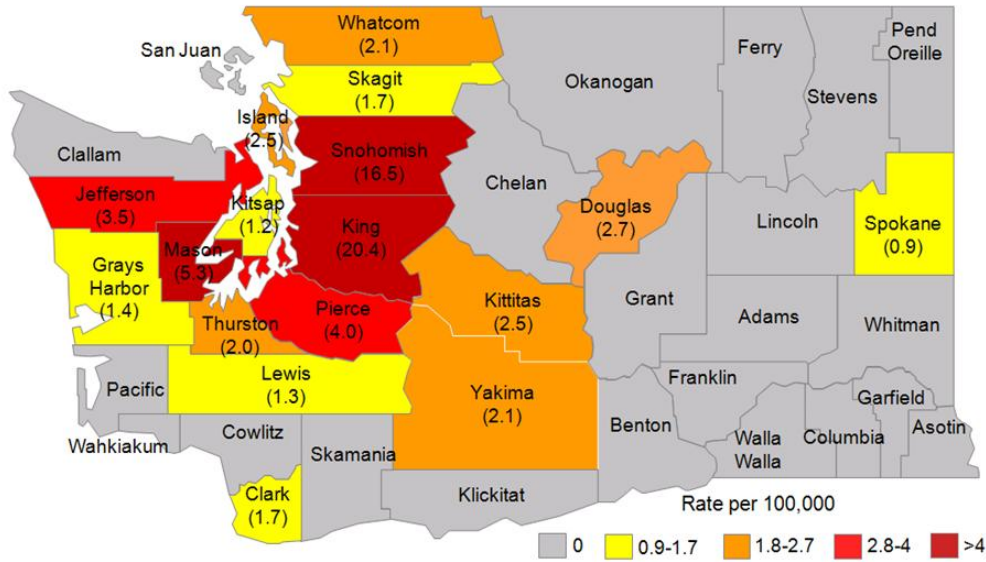 Whatcom
(2.1)
San Juan
Skagit
(1.7)
Okanogan
Ferry
Stevens
Pend
Oreille
Island
(2.5)
Clallam
Snohomish
(16.5)
Chelan
Jefferson
(3.5)
Kitsap
(1.2)
King
(20.4)
Douglas
(2.7)
Lincoln
Spokane
(0.9)
Mason
(5.3)
Grays
Harbor
(1.4)
Thurston
(2.0)
Pierce
(4.0)
Kittitas
(2.5)
Grant
Adams
Whitman
Pacific
Lewis
(1.3)
Yakima
(2.1)
Franklin
Garfield
Wahkiakum
Cowlitz
Skamania
Benton
Walla
Walla
Columbia
Asotin
Clark
(1.7)
Klickitat
Rate per 100,000
0 0.9-1.7 1.8-2.7 2.8-4 >4